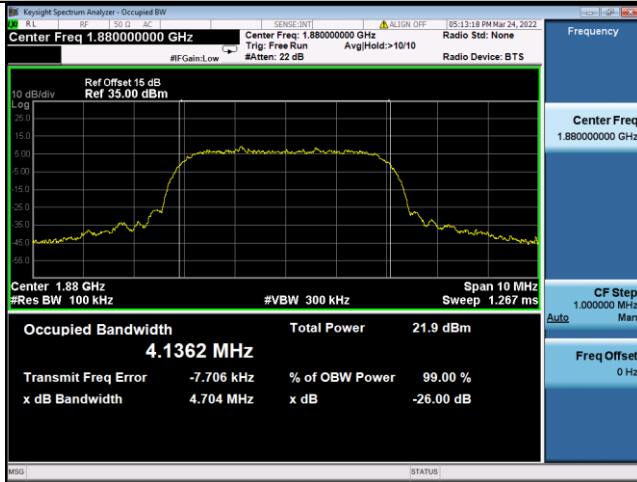 Keysight Spectrum Analyzer - Occupied BW
RL RF 50 Ω AC SENSE:INT ALIGN OFF 05:13:18 PM Mar 24, 2022
Center Freq 1.880000000 GHz
Center Freq: 1.880000000 GHz
Radio Std: None
Trig: Free Run Avg|Hold:>10/10
#IFGain:Low
#Atten: 22 dB
Radio Device: BTS
Frequency
Ref Offset 15 dB
10 dB/div Ref 35.00 dBm
Log
25.0
15.0
5.00
-5.00
-15.0
-25.0
-35.0
-45.0
-55.0
Center Freq
1.880000000 GHz
Center 1.88 GHz Span 10 MHz
#Res BW 100 kHz #VBW 300 kHz Sweep 1.267 ms
CF Step
1.000000 MHz
Auto Man
Occupied Bandwidth Total Power 21.9 dBm
4.1362 MHz
Transmit Freq Error -7.706 kHz % of OBW Power 99.00 %
x dB Bandwidth 4.704 MHz x dB -26.00 dB
Freq Offset
0 Hz
MSG STATUS